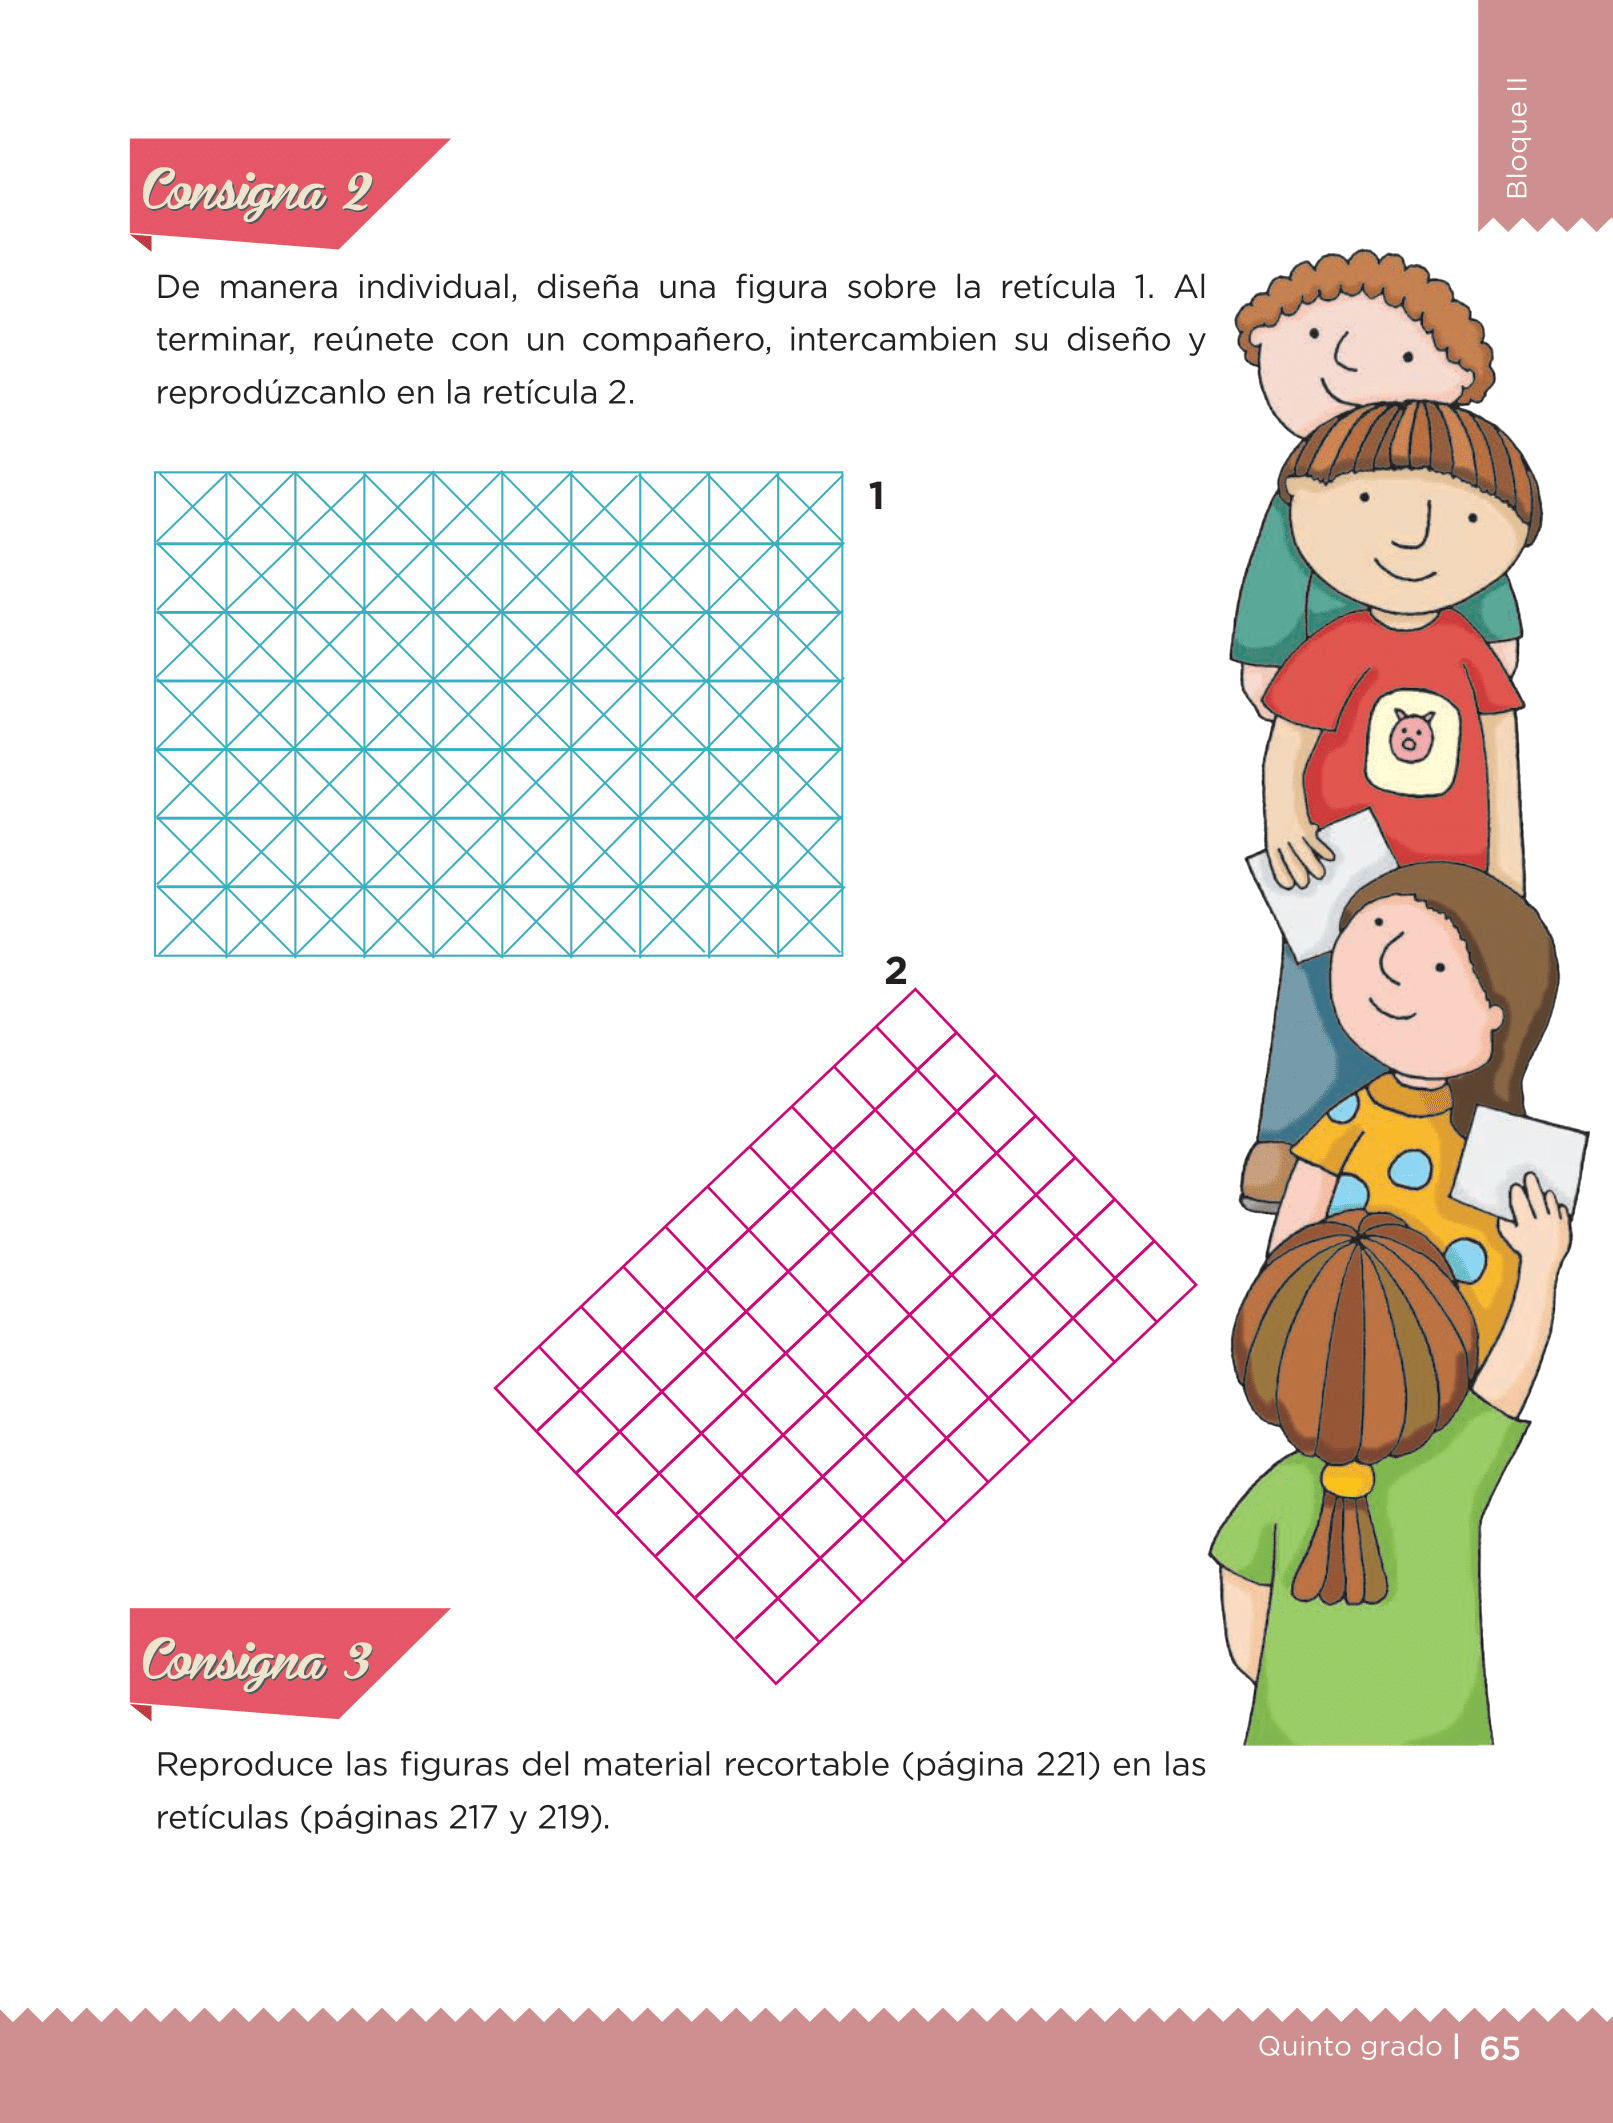 Bloque II
Consigna 2
De manera individual, diseña una figura sobre la retícula 1. Al
terminar, reúnete con un compañero, intercambien su diseño y
reprodúzcanlo en la retícula 2.
1
2
Consigna 3
Reproduce las figuras del material recortable (página 221) en las
retículas (páginas 217 y 219).
Quinto grado | 65